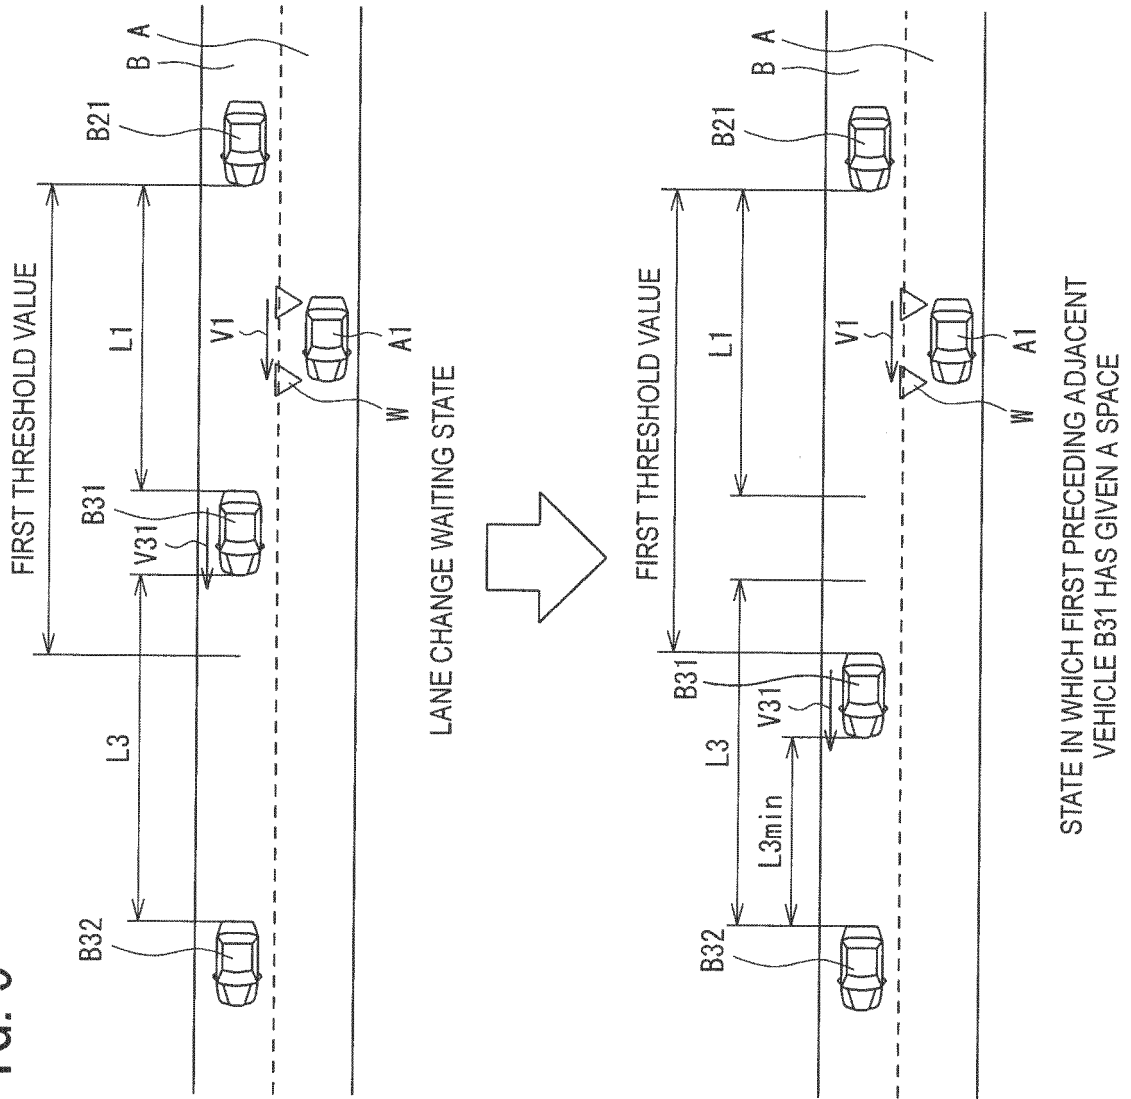 FIRST THRESHOLD VALUE
L1
L3
B21
B A
B31
V31
V1
B32
A1
W
LANE CHANGE WAITING STATE
FIRST THRESHOLD VALUE
L1
L3
L3min
B21
B A
B31
V31
V1
B32
A1
W
STATE IN WHICH FIRST PRECEDING ADJACENT
VEHICLE B31 HAS GIVEN A SPACE